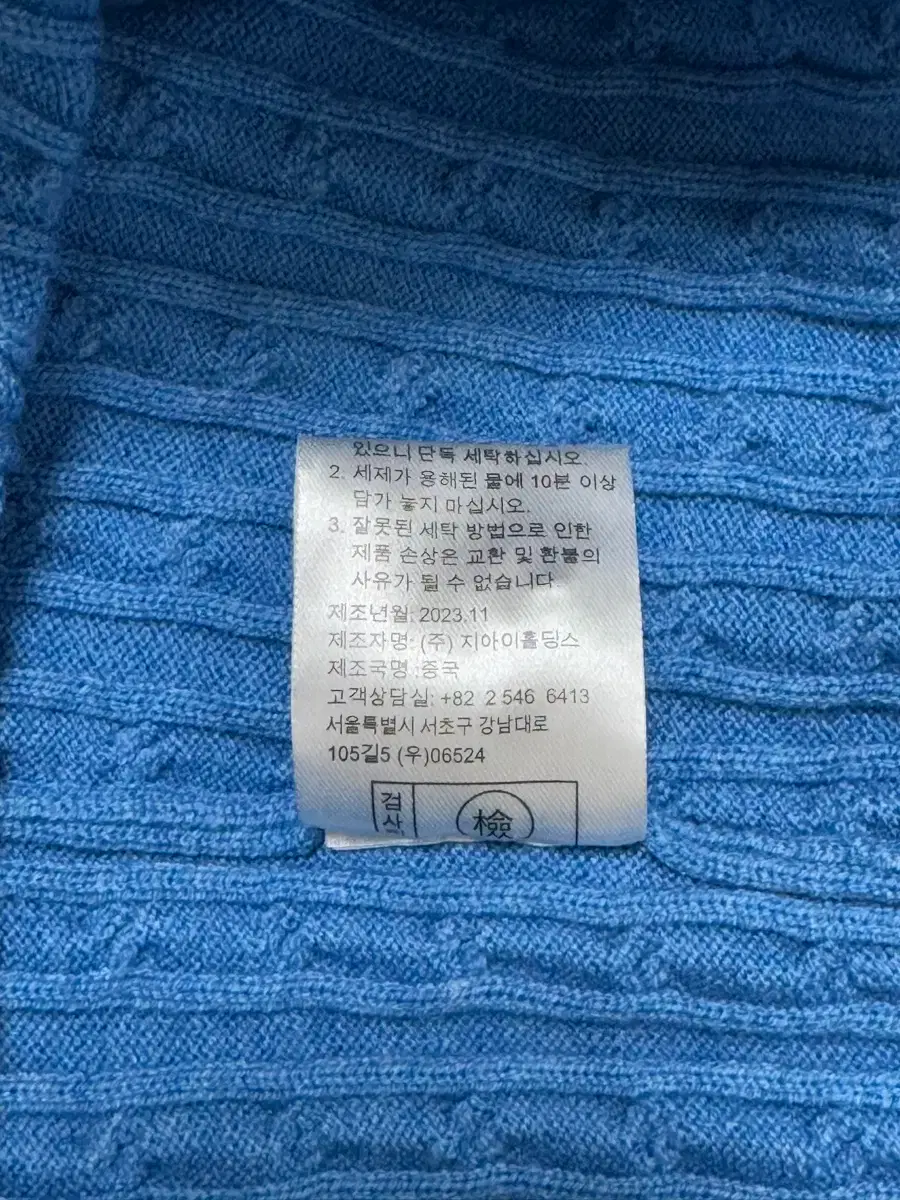 있으니 단독 세탁하십시오.
2. 세제가 용해된 물에 10분 이상
담가 놓지 마십시오.
3. 잘못된 세탁 방법으로 인한
제품 손상은 교환 및 환불의
사유가 될 수 없습니다
제조년월: 2023.11
제조자명: (주) 지아이홀딩스
제조국명 :중국
고객상담실: +82 2 546 6413
서울특별시 서초구 강남대로
105길5 (우)06524
검사
檢